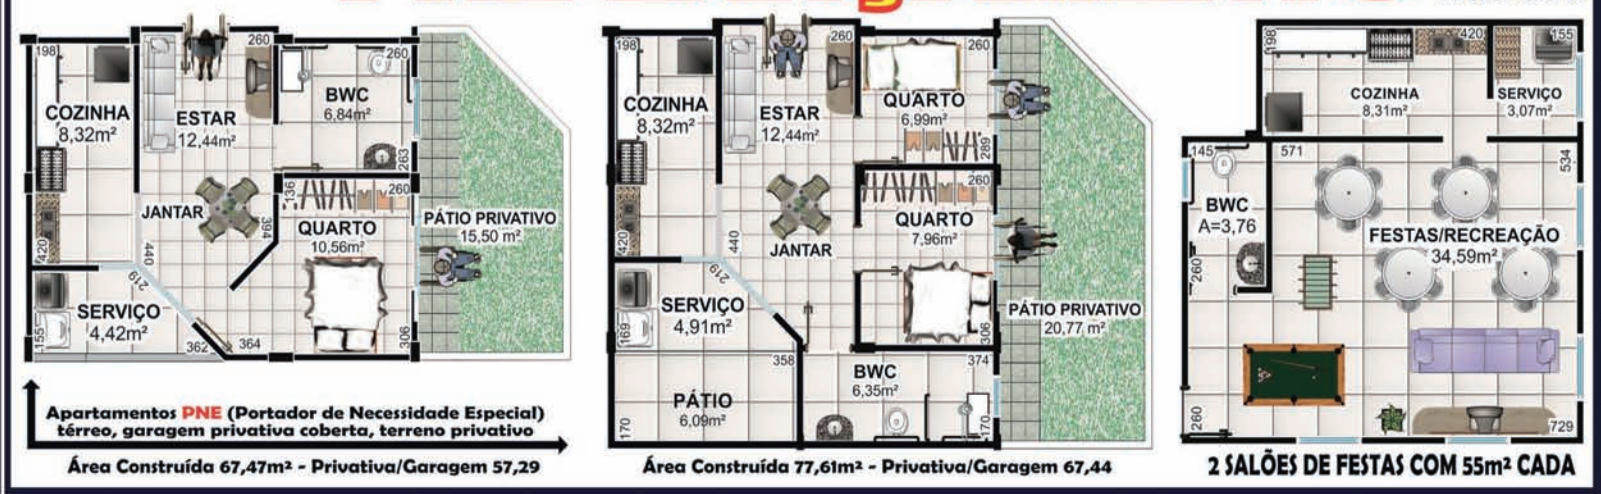 198
260
260
COZINHA
8,32m²
ESTAR
12,44m²
BWC
6,84m²
263
136
260
JANTAR
394
QUARTO
10,56m²
PÁTIO PRIVATIVO
15,50 m²
420
440
219
SERVIÇO
4,42m²
155
362
364
306
Apartamentos PNE (Portador de Necessidade Especial)
térreo, garagem privativa coberta, terreno privativo
Área Construída 67,47m² - Privativa/Garagem 57,29
198
260
260
COZINHA
8,32m²
ESTAR
12,44m²
QUARTO
6,99m²
289
260
QUARTO
7,96m²
420
440
JANTAR
219
SERVIÇO
4,91m²
169
306
PÁTIO PRIVATIVO
20,77 m²
358
374
BWC
6,35m²
PÁTIO
6,09m²
170
170
Área Construída 77,61m² - Privativa/Garagem 67,44
198
420
155
COZINHA
8,31m²
SERVIÇO
3,07m²
145
571
534
BWC
A=3,76
FESTAS/RECREAÇÃO
34,59m²
260
260
729
2 SALÕES DE FESTAS COM 55m² CADA